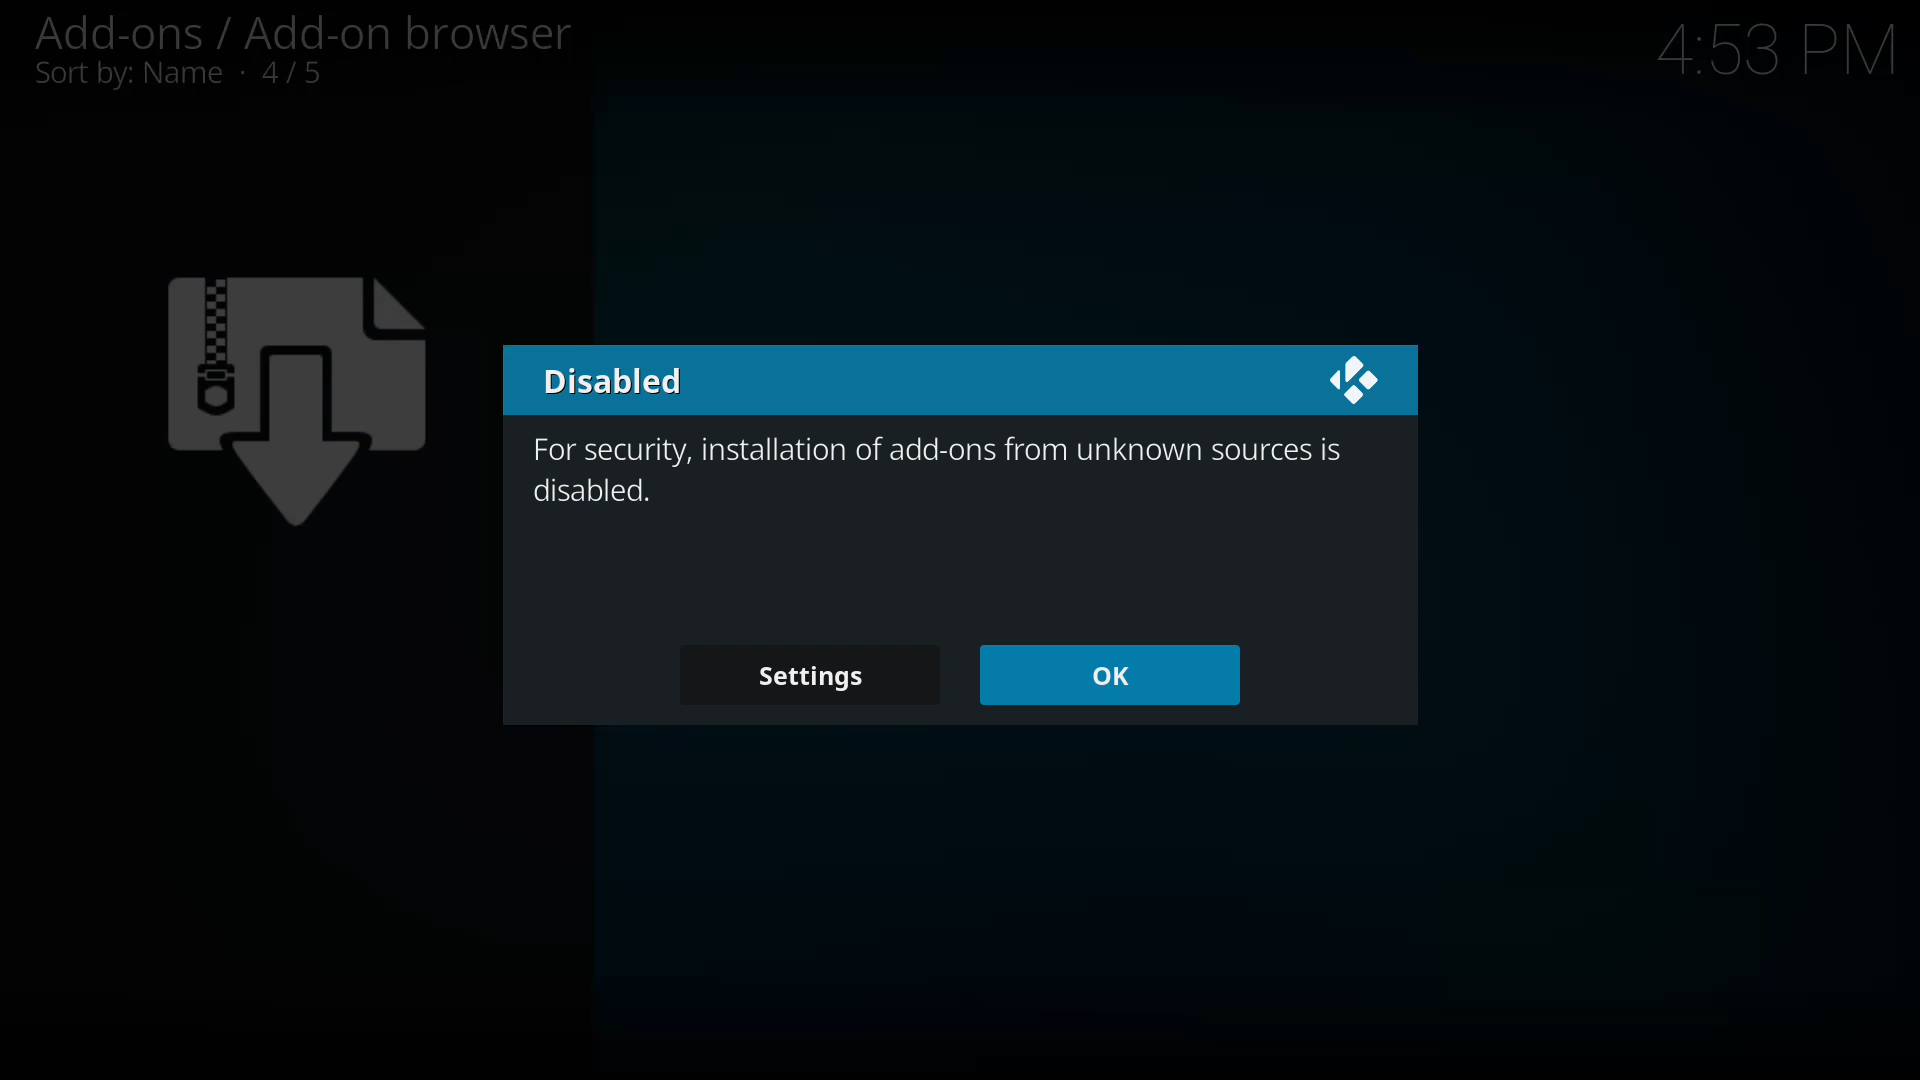 Add-ons / Add-on browser
Sort by: Name · 4 / 5
4:53 PM
Disabled
For security, installation of add-ons from unknown sources is
disabled.
Settings
OK